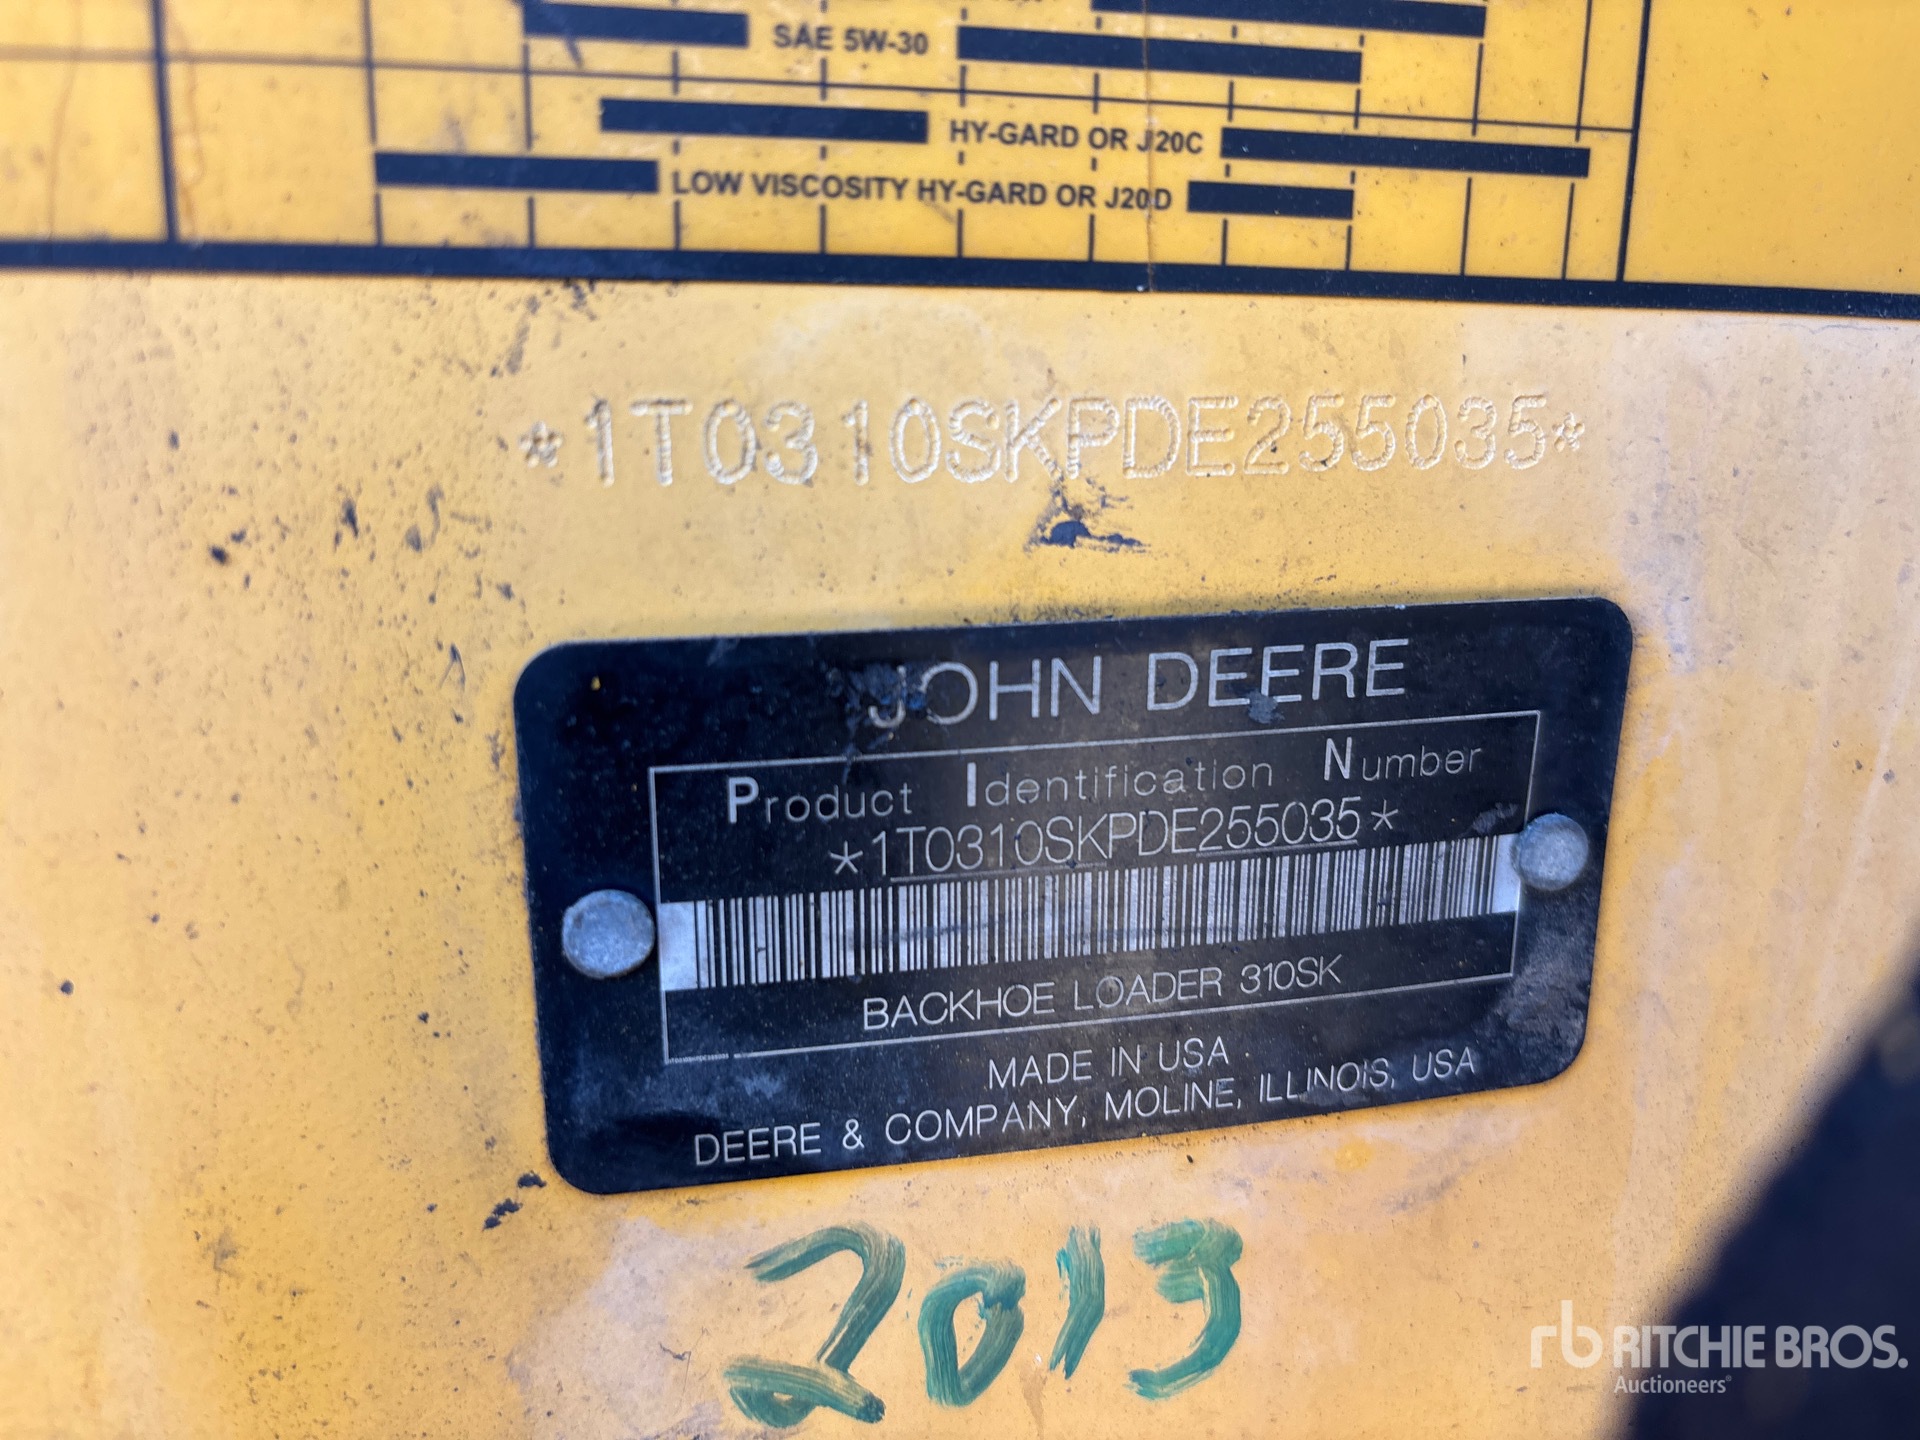 SAE 5W-30
HY-GARD OR J20C
LOW VISCOSITY HY-GARD OR J20D
*1T0310SKPDE255035*
JOHN DEERE
Product Identification Number
*1T0310SKPDE255035*
BACKHOE LOADER 310SK
MADE IN USA
DEERE & COMPANY, MOLINE, ILLINOIS, USA
2013
rb RITCHIE BROS.
Auctioneers®